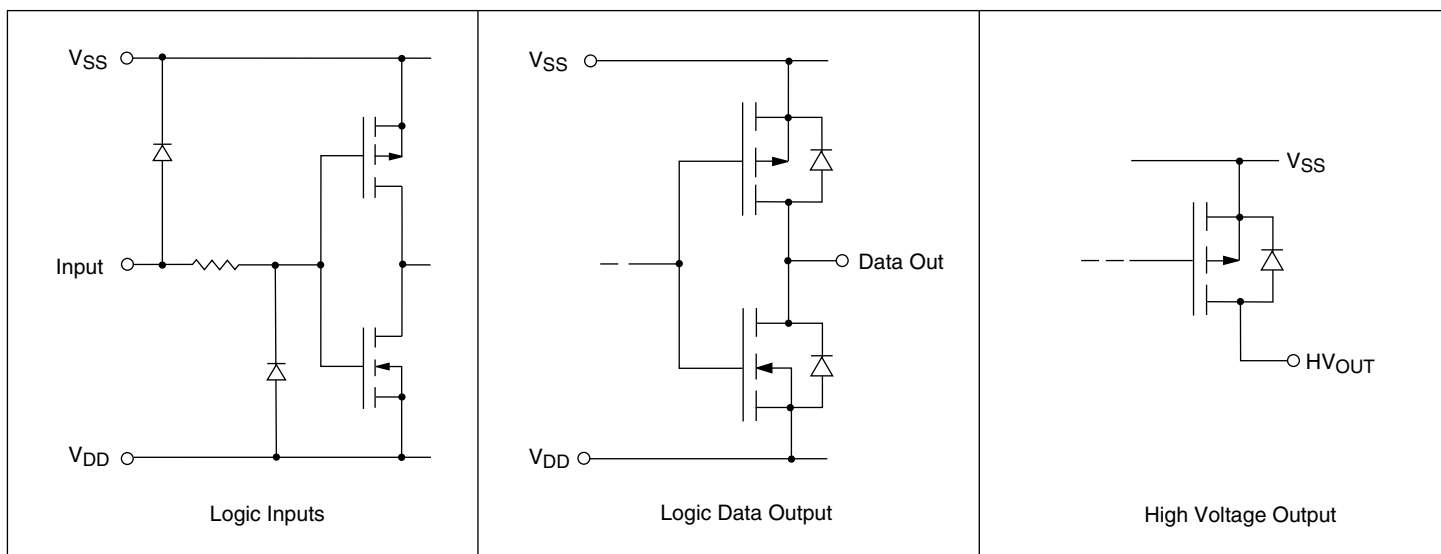 VSS
Input
VDD
Logic Inputs
VSS
Data Out
VDD
Logic Data Output
VSS
HVOUT
High Voltage Output